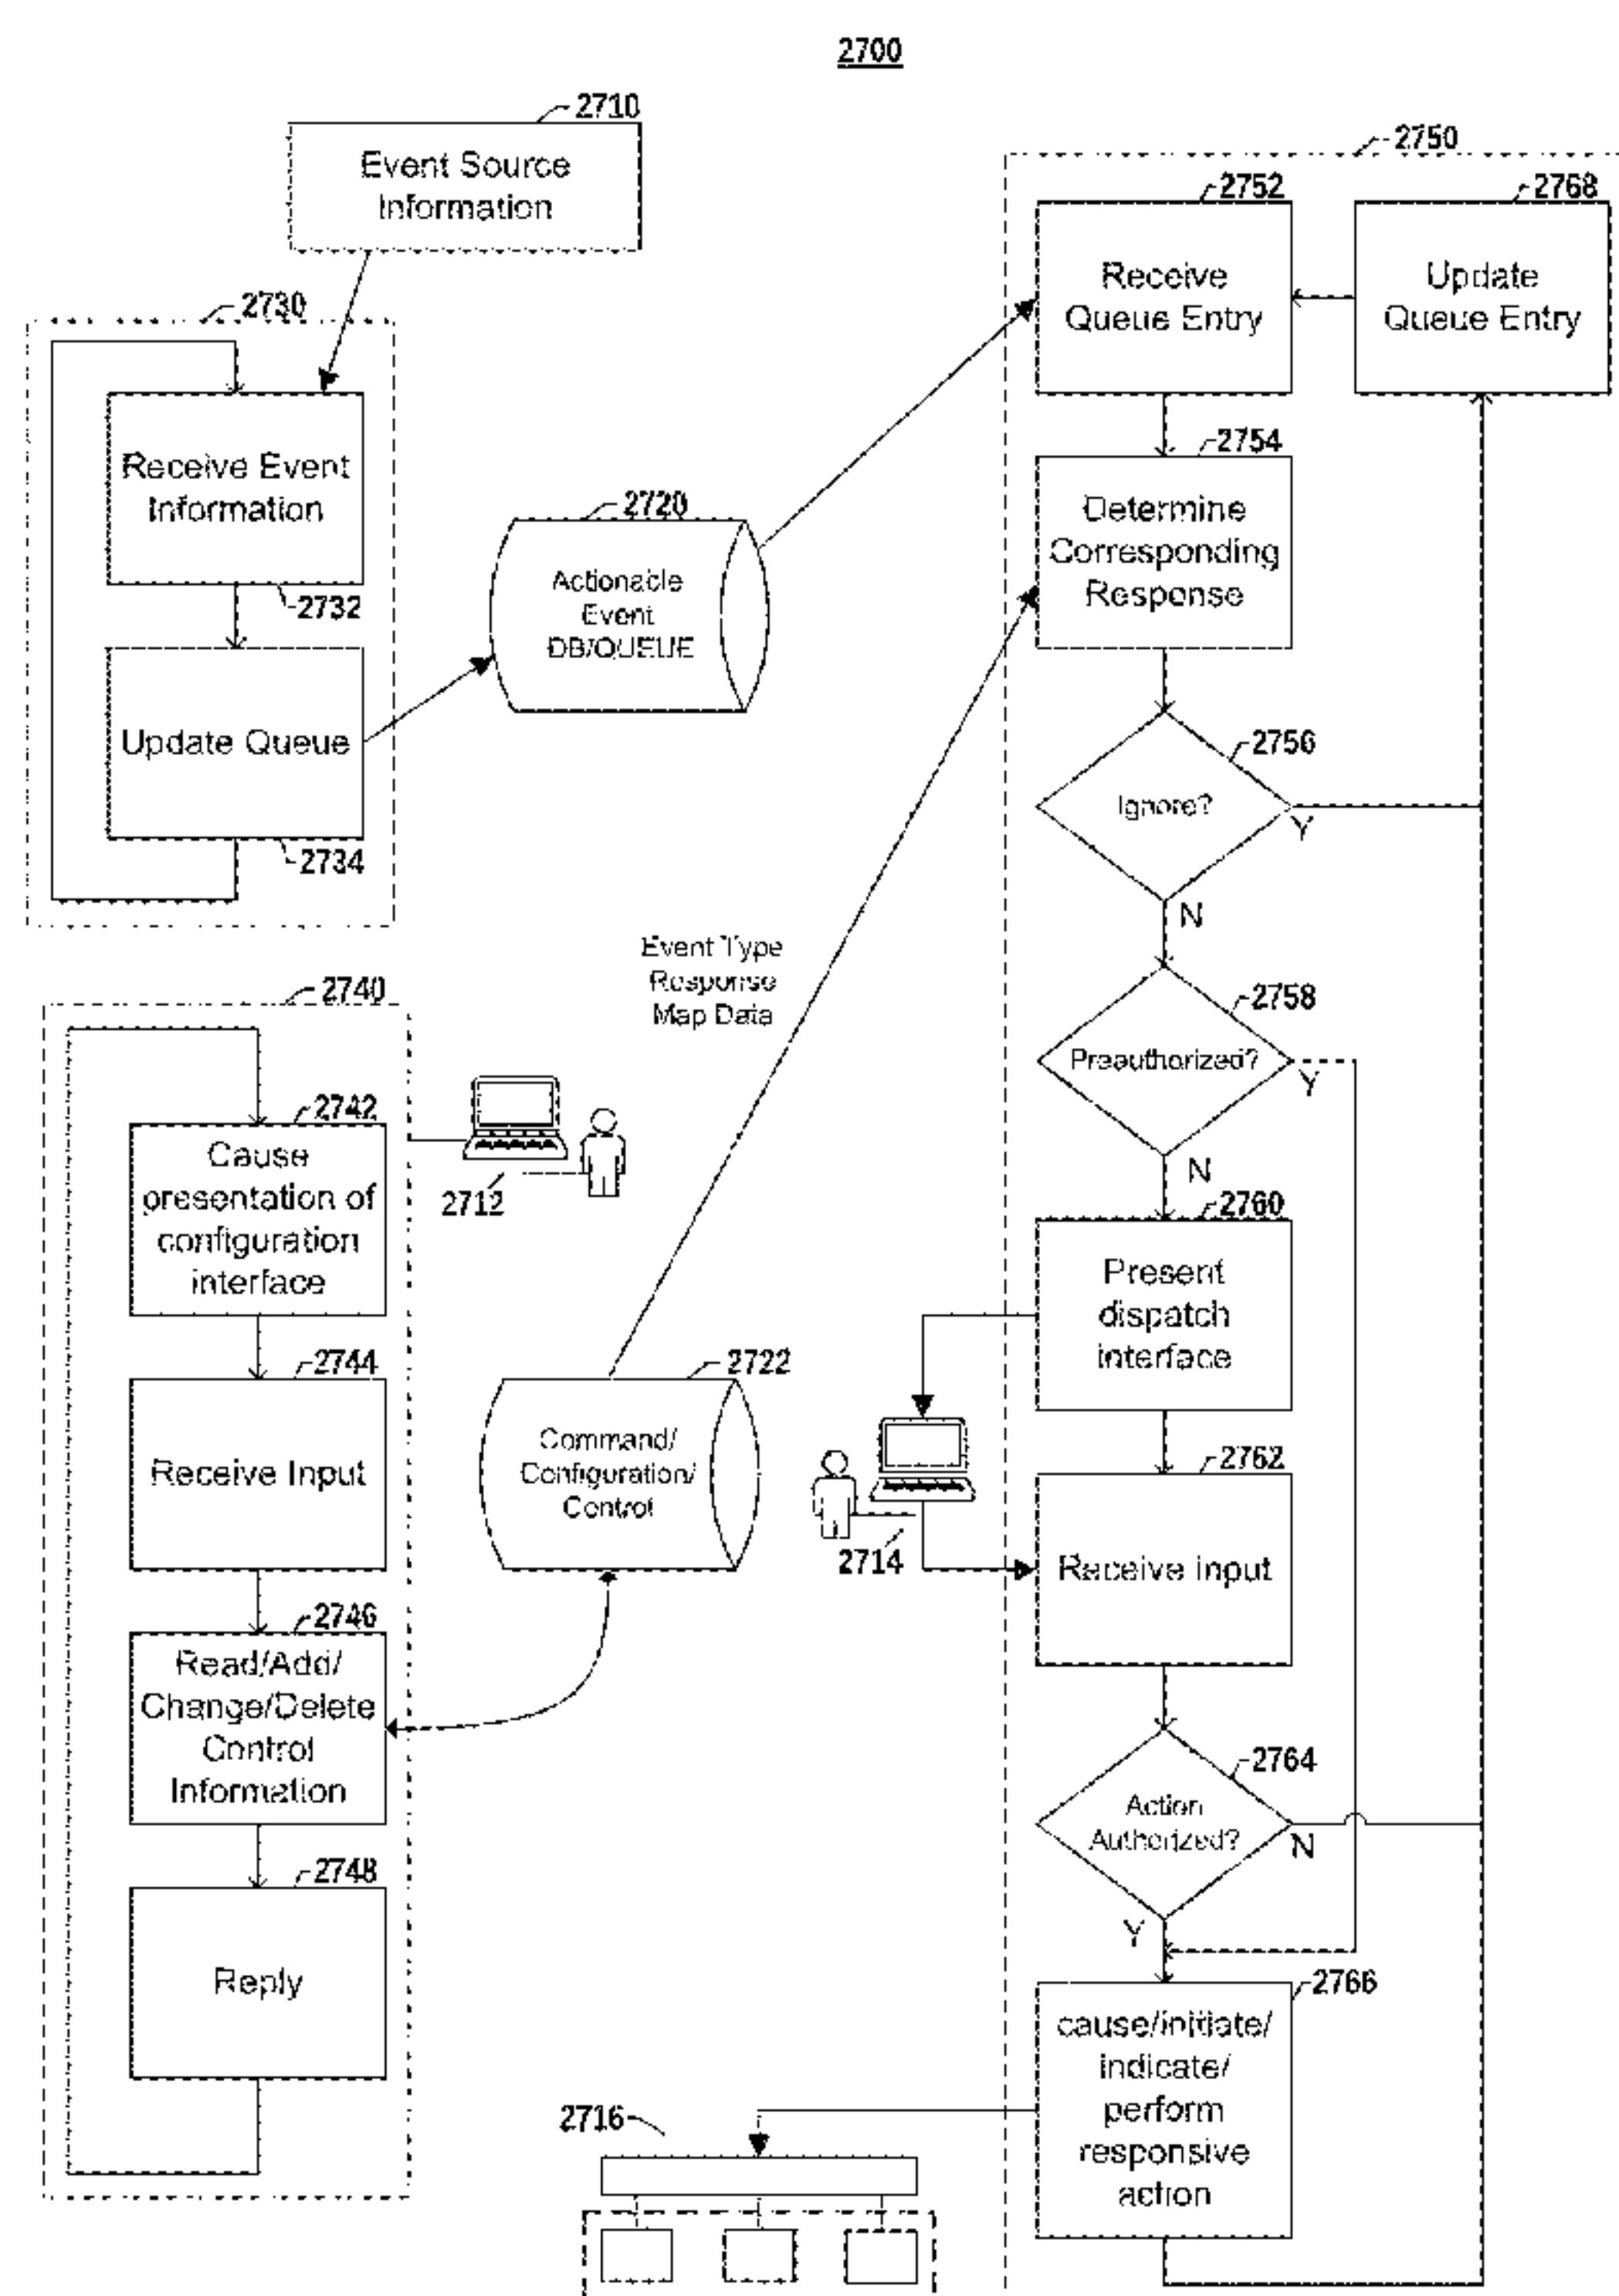 2700
2710
Event Source
Information
2730
Receive Event
Information
2732
Update Queue
2734
2720
Actionable
Event
DB/QUEUE
2740
2742
Cause
presentation of
configuration
interface
2744
Receive Input
2746
Read/Add/
Change/Delete
Control
Information
2748
Reply
2712
Event Type
Response
Map Data
2722
Command/
Configuration/
Control
2714
2716
2750
2752
Receive
Queue Entry
2768
Update
Queue Entry
2754
Determine
Corresponding
Response
2756
Ignore?
Y
N
2758
Preauthorized?
Y
N
2760
Present
dispatch
interface
2762
Receive input
2764
Action
Authorized?
N
Y
2766
cause/initiate/
indicate/
perform
responsive
action